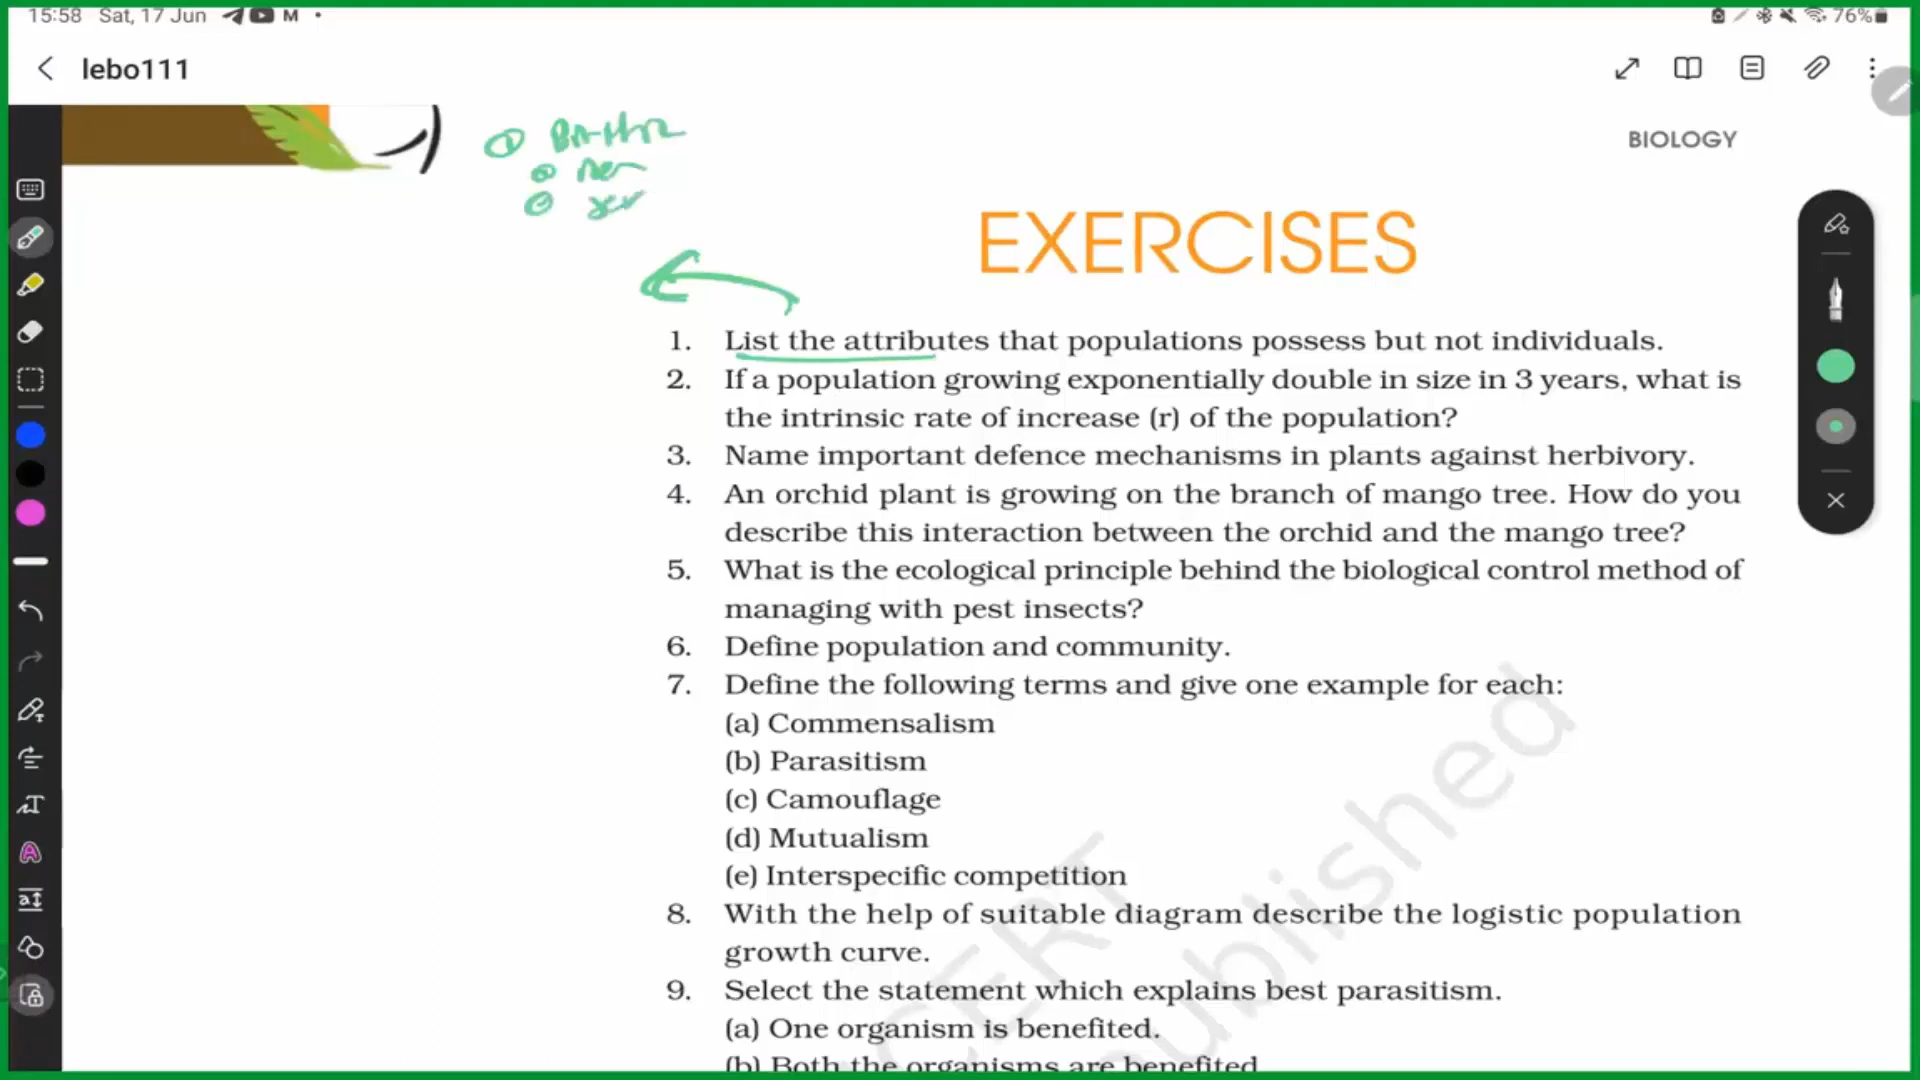 15:58 Sat, 17 Jun M
76%
lebo111
BIOLOGY
EXERCISES
1. List the attributes that populations possess but not individuals.
2. If a population growing exponentially double in size in 3 years, what is
the intrinsic rate of increase (r) of the population?
3. Name important defence mechanisms in plants against herbivory.
4. An orchid plant is growing on the branch of mango tree. How do you
describe this interaction between the orchid and the mango tree?
5. What is the ecological principle behind the biological control method of
managing with pest insects?
6. Define population and community.
7. Define the following terms and give one example for each:
(a) Commensalism
(b) Parasitism
(c) Camouflage
(d) Mutualism
(e) Interspecific competition
8. With the help of suitable diagram describe the logistic population
growth curve.
9. Select the statement which explains best parasitism.
(a) One organism is benefited.
(b) Both the organisms are benefited